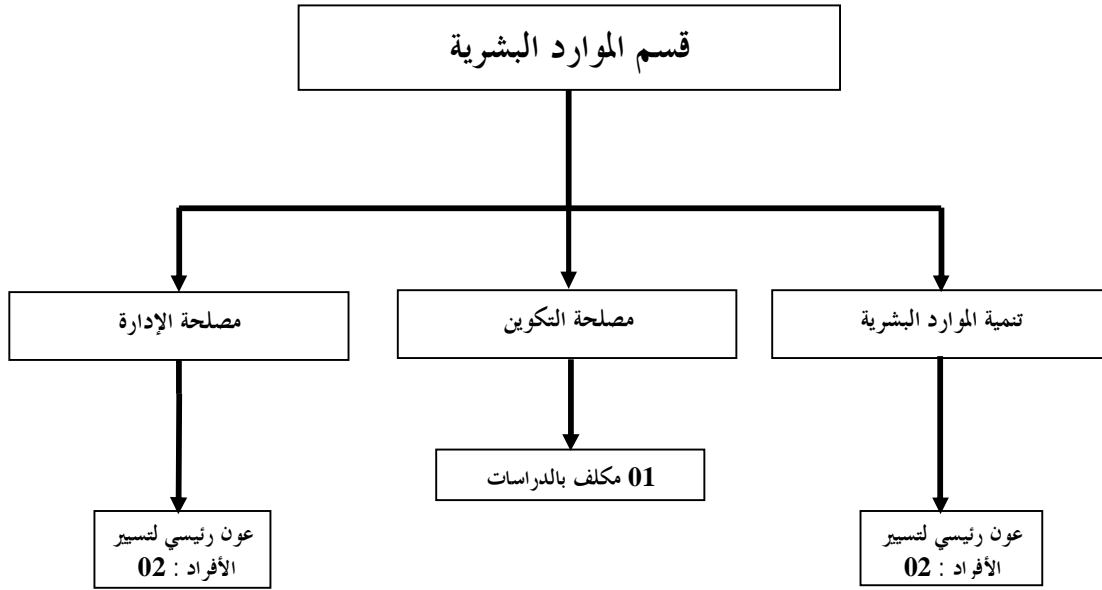 قسم الموارد البشرية
تنمية الموارد البشرية
مصلحة التكوين
مصلحة الإدارة
01 مكلف بالدراسات
عون رئيسي لتسيير
الأفراد : 02
عون رئيسي لتسيير
الأفراد : 02